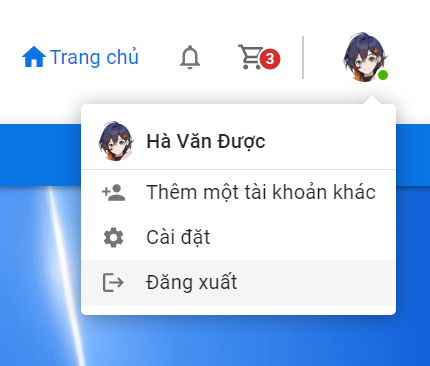 Trang chủ
3
Hà Văn Được
Thêm một tài khoản khác
Cài đặt
Đăng xuất